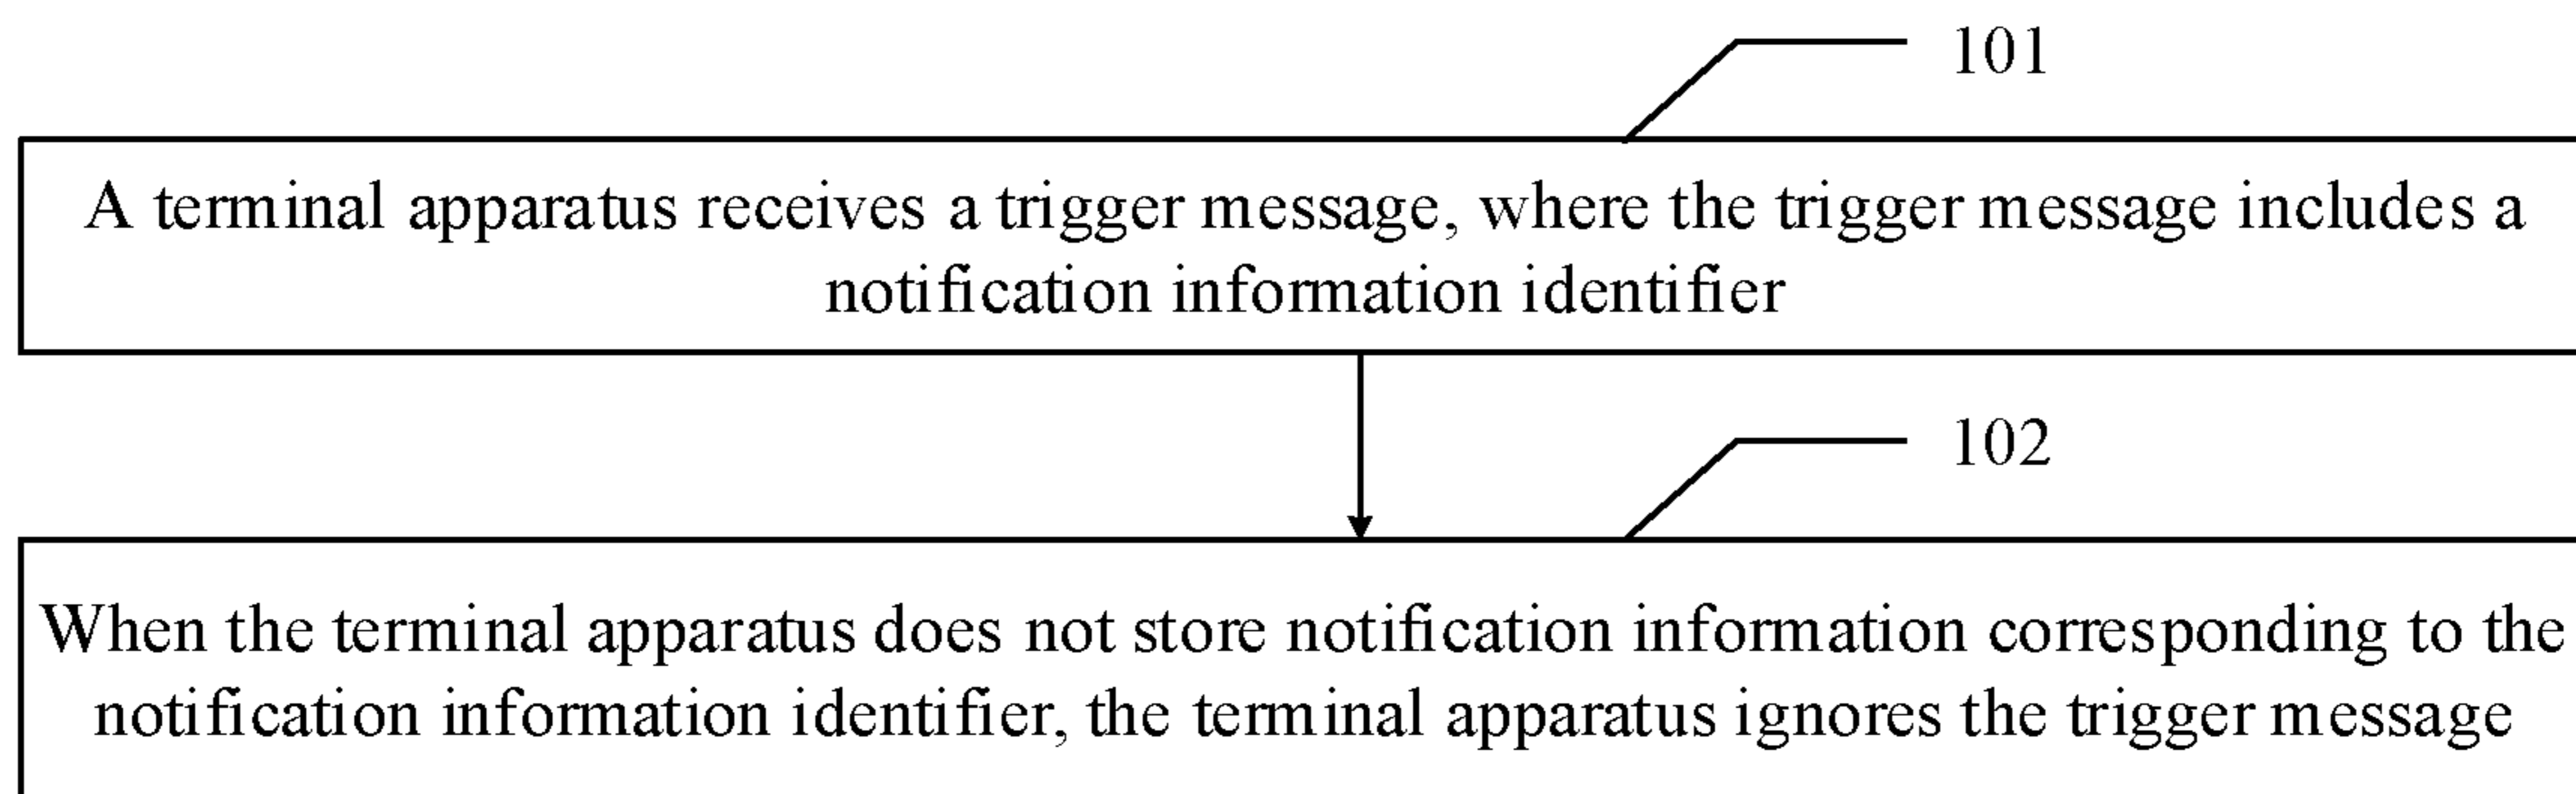 101
A terminal apparatus receives a trigger message, where the trigger message includes a
notification information identifier
102
When the terminal apparatus does not store notification information corresponding to the
notification information identifier, the terminal apparatus ignores the trigger message